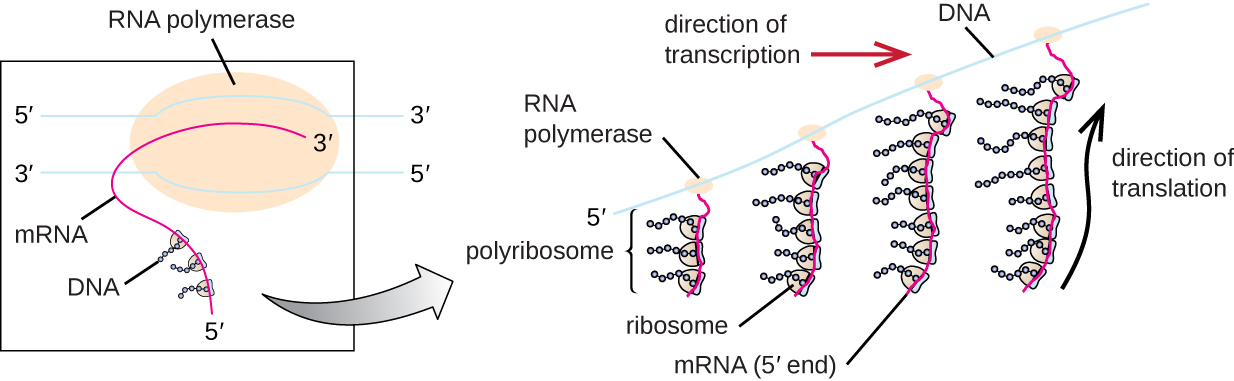 RNA polymerase
5′
3′
3′
3′
5′
mRNA
DNA
5′
direction of
transcription
DNA
RNA
polymerase
5′
polyribosome
direction of
translation
ribosome
mRNA (5′ end)